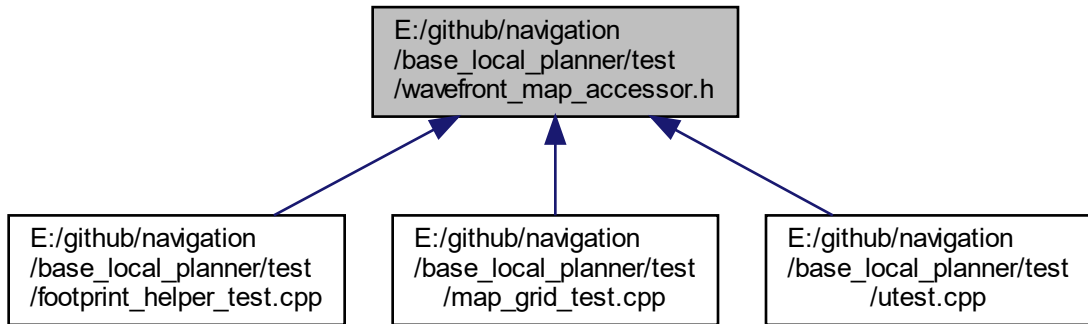 E:/github/navigation
/base_local_planner/test
/wavefront_map_accessor.h
E:/github/navigation
/base_local_planner/test
/footprint_helper_test.cpp
E:/github/navigation
/base_local_planner/test
/map_grid_test.cpp
E:/github/navigation
/base_local_planner/test
/utest.cpp